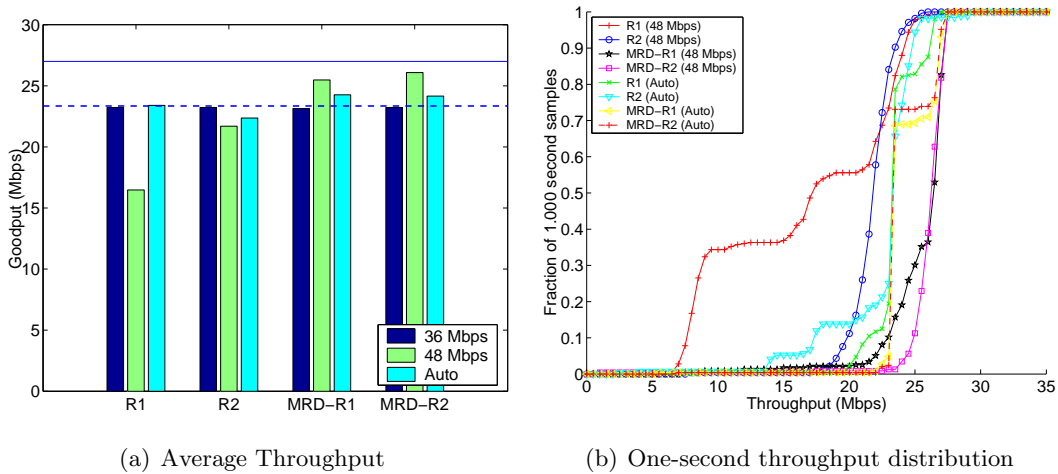 30
25
20
15
10
5
0
Goodput (Mbps)
R1
R2
MRD−R1
MRD−R2
36 Mbps
48 Mbps
Auto
(a) Average Throughput
1
0.9
0.8
0.7
0.6
0.5
0.4
0.3
0.2
0.1
0
Fraction of 1.000 second samples
R1 (48 Mbps)
R2 (48 Mbps)
MRD−R1 (48 Mbps)
MRD−R2 (48 Mbps)
R1 (Auto)
R2 (Auto)
MRD−R1 (Auto)
MRD−R2 (Auto)
0 5 10 15 20 25 30 35
Throughput (Mbps)
(b) One-second throughput distribution